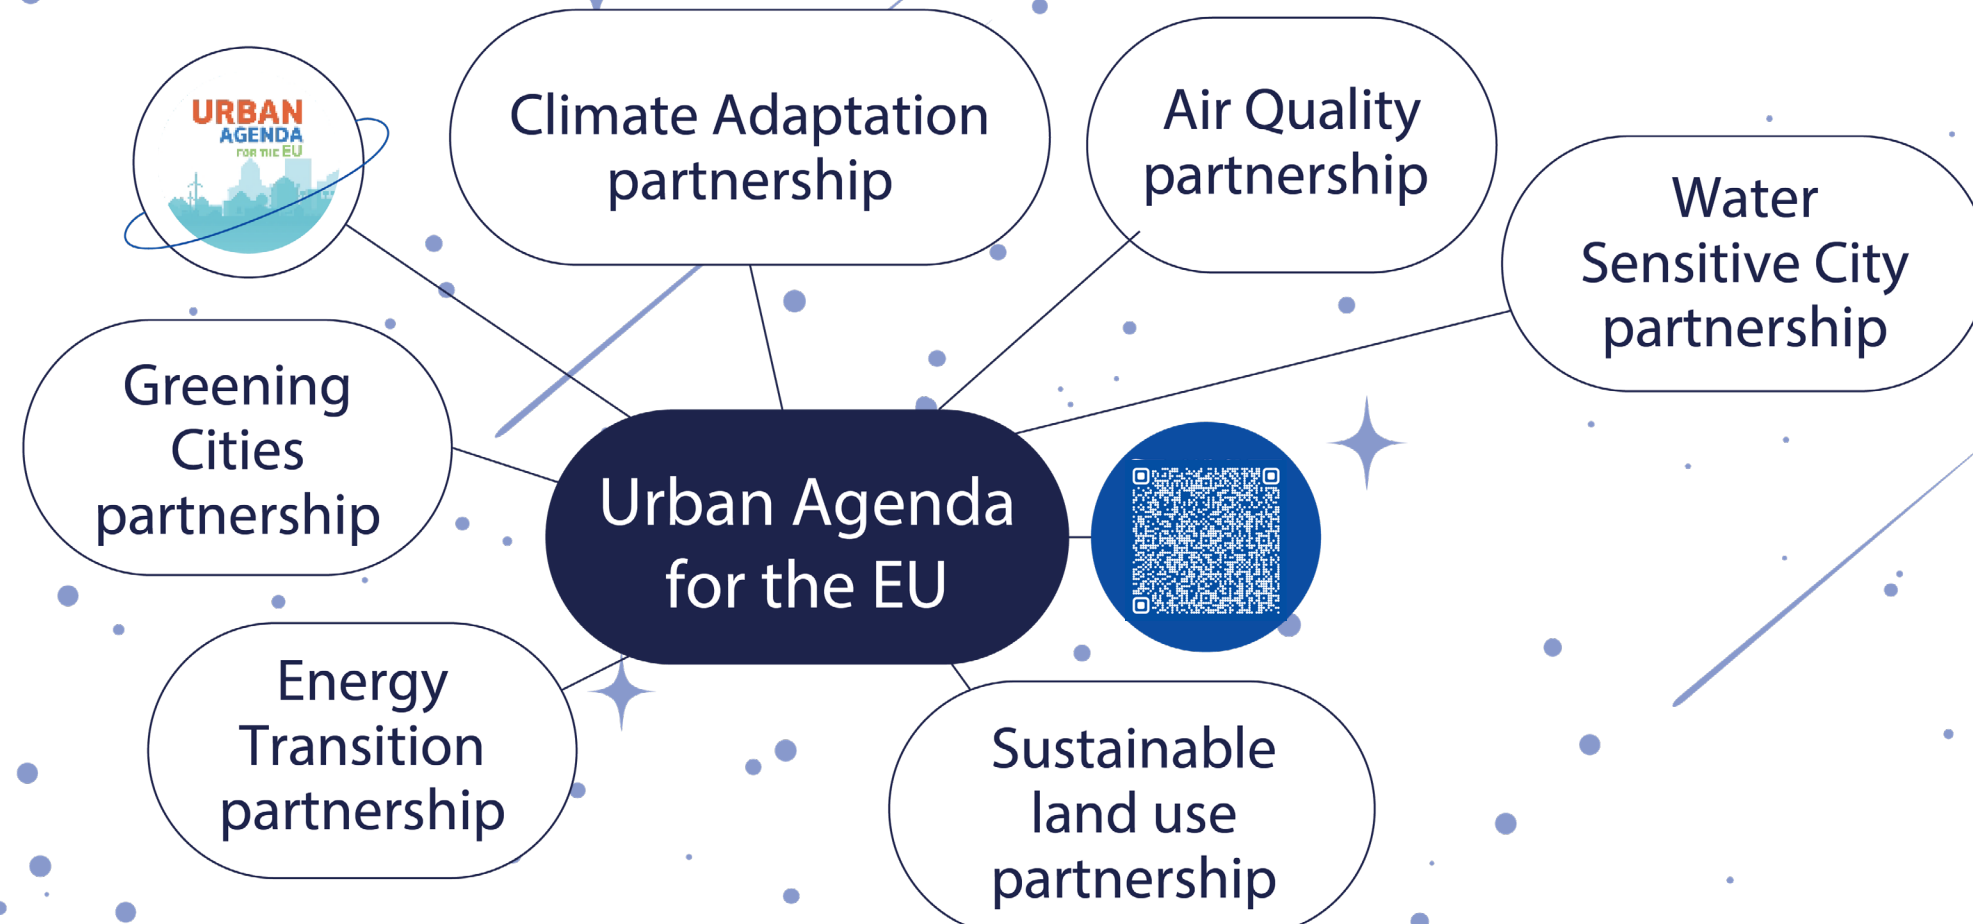 URBAN
AGENDA
FOR THE EU
Climate Adaptation
partnership
Air Quality
partnership
Water
Sensitive City
partnership
Greening
Cities
partnership
Urban Agenda
for the EU
Energy
Transition
partnership
Sustainable
land use
partnership